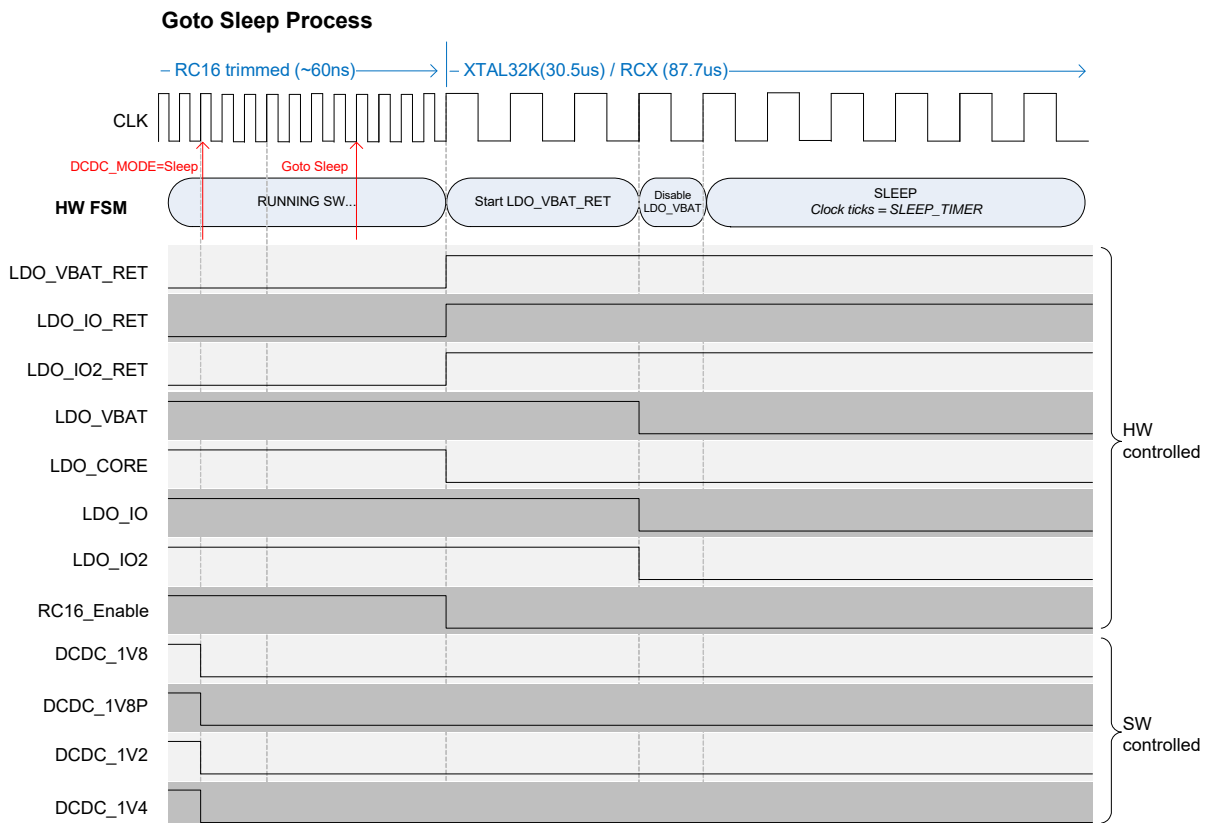 Goto Sleep Process
RC16 trimmed (~60ns)
XTAL32K(30.5us) / RCX (87.7us)
CLK
DCDC_MODE=Sleep
Goto Sleep
HW FSM
RUNNING SW...
Start LDO_VBAT_RET
Disable
LDO_VBAT
SLEEP
Clock ticks = SLEEP_TIMER
LDO_VBAT_RET
LDO_IO_RET
LDO_IO2_RET
LDO_VBAT
LDO_CORE
LDO_IO
LDO_IO2
RC16_Enable
HW
controlled
DCDC_1V8
DCDC_1V8P
DCDC_1V2
DCDC_1V4
SW
controlled